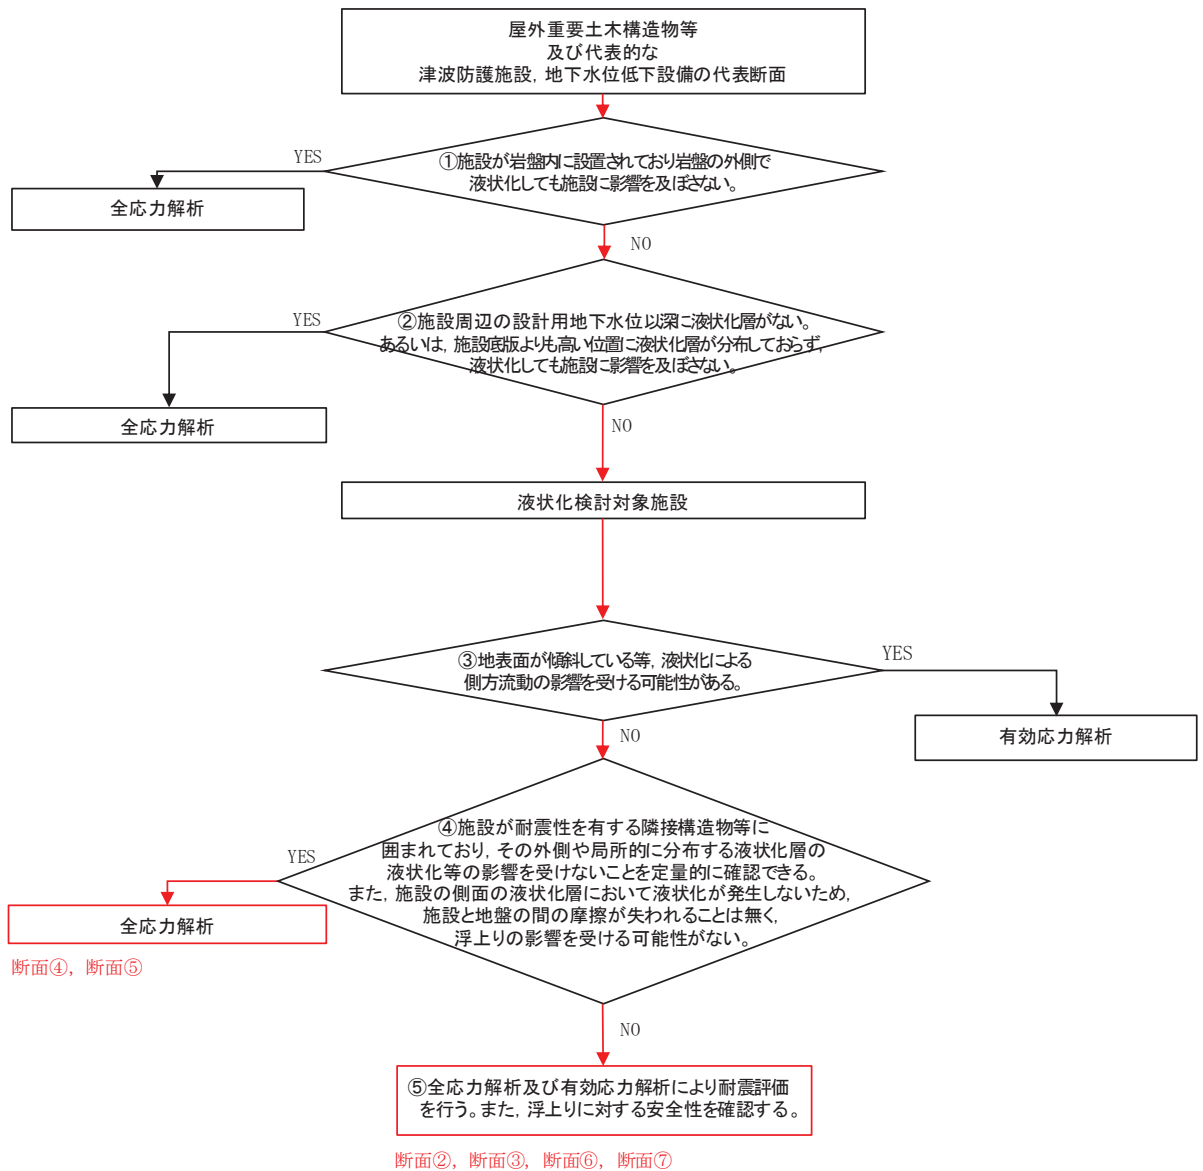 屋外重要土木構造物等
及び代表的な
津波防護施設，地下水位低下設備の代表断面
①施設が岩盤内に設置されており岩盤の外側で
液状化しても施設に影響を及ぼさない。
YES
全応力解析
NO
②施設周辺の設計用地下水位以深に液状化層がない。
あるいは，施設底版よりも高い位置に液状化層が分布しておらず，
液状化しても施設に影響を及ぼさない。
YES
全応力解析
NO
液状化検討対象施設
③地表面が傾斜している等，液状化による
側方流動の影響を受ける可能性がある。
YES
有効応力解析
NO
④施設が耐震性を有する隣接構造物等に
囲まれており，その外側や局所的に分布する液状化層の
液状化等の影響を受けないことを定量的に確認できる。
また，施設の側面の液状化層において液状化が発生しないため，
施設と地盤の間の摩擦が失われることは無く，
浮上りの影響を受ける可能性がない。
YES
全応力解析
断面④，断面⑤
NO
⑤全応力解析及び有効応力解析により耐震評価
を行う。また，浮上りに対する安全性を確認する。
断面②，断面③，断面⑥，断面⑦